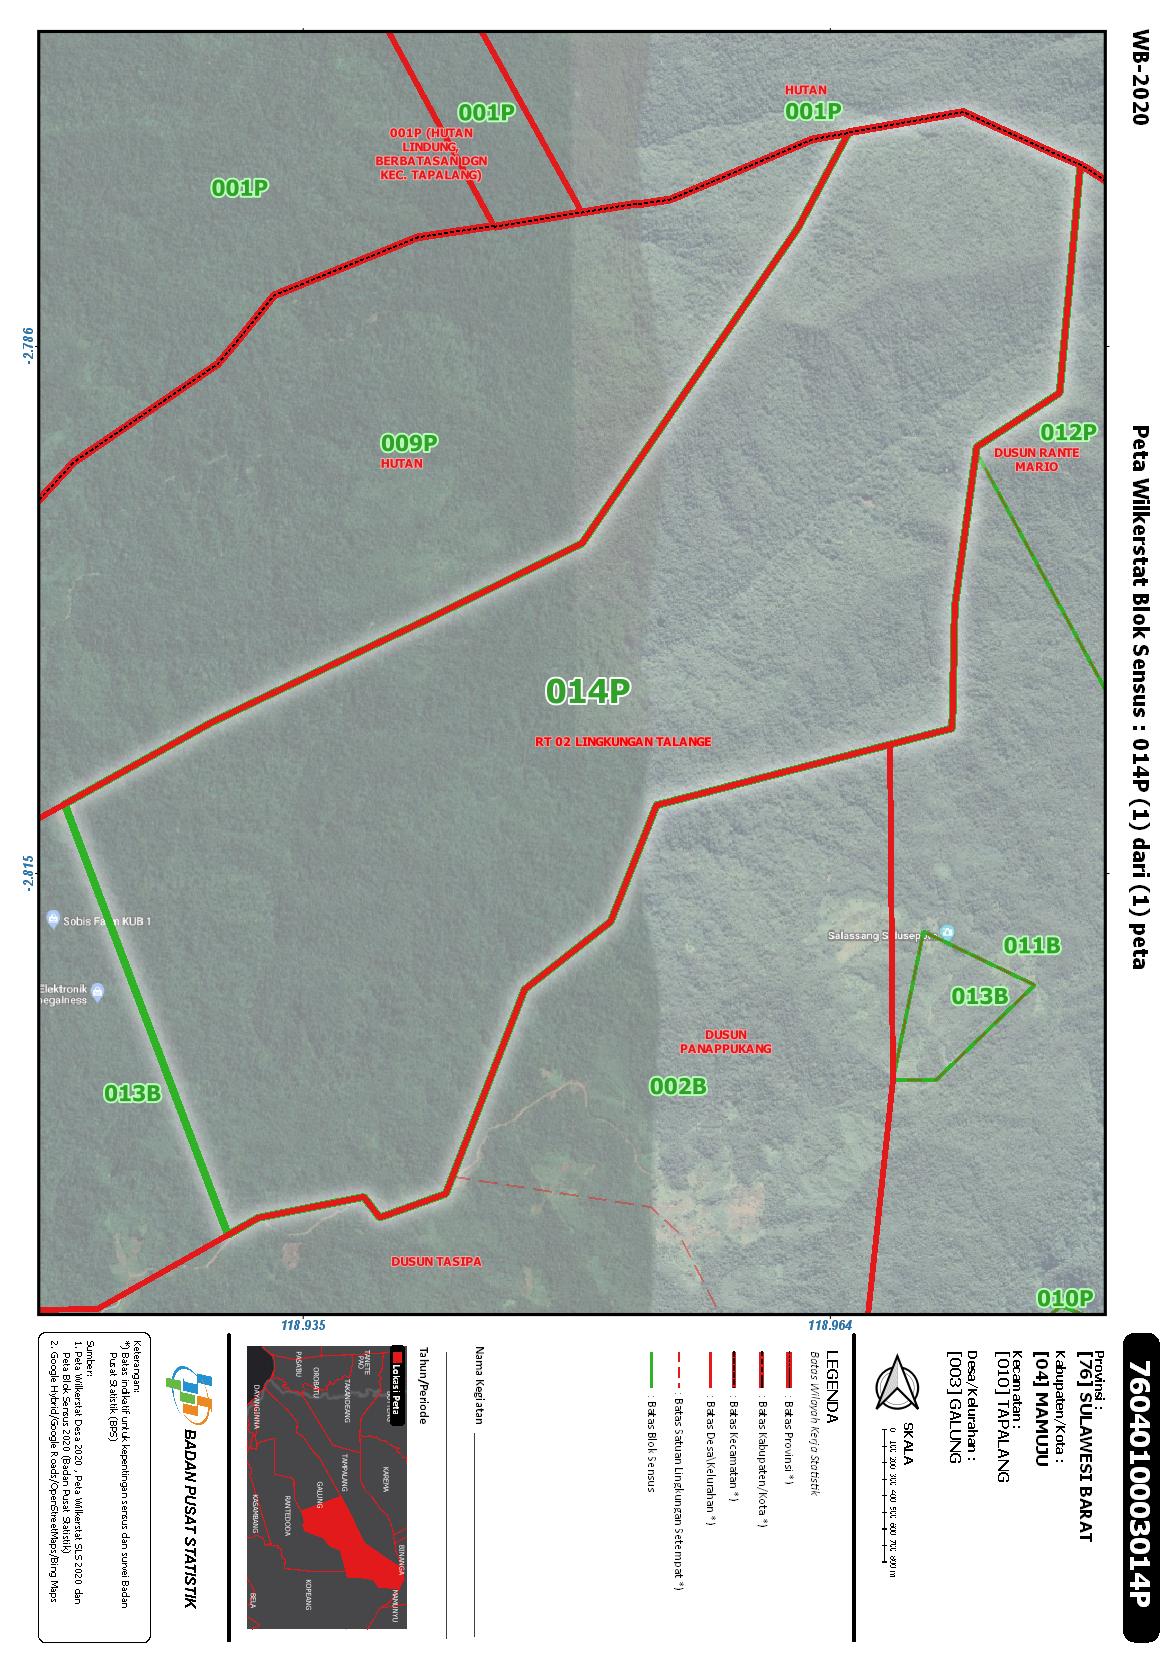 WB-2020
Peta Wilkerstat Blok Sensus : 014P (1) dari (1) peta
7604010003014P
Provinsi :
[76] SULAWESI BARAT
Kabupaten/Kota :
[04] MAMUJU
Kecamatan :
[010] TAPALANG
Desa/Kelurahan :
[003] GALUNG
SKALA
0 100 200 300 400 500 600 700 800 m
LEGENDA
Batas Wilayah Kerja Statistik
: Batas Provinsi *)
: Batas Kabupaten/Kota *)
: Batas Kecamatan *)
: Batas Desa\Kelurahan *)
: Batas Satuan Lingkungan Setempat *)
: Batas Blok Sensus
Nama Kegiatan
Tahun/Periode
Lokasi Peta
BINANGA
MAMUNYU
KAREMA
TANETE
PAO
TAKANDEANG
TAMPALANG
OROBATU
GALUNG
KOPEANG
PASA'BU
RANTEDODA
DAYANGINNA
KASAMBANG
BELA
BADAN PUSAT STATISTIK
Keterangan:
*) Batas indikatif untuk kepentingan sensus dan survei Badan
Pusat Statistik (BPS)
Sumber:
1. Peta Wilkerstat Desa 2020 , Peta Wilkerstat SLS 2020 dan
Peta Blok Sensus 2020 (Badan Pusat Statistik)
2. Google Hybrid/Google Roads/OpenStreetMaps/Bing Maps
012P
DUSUN RANTE
MARIO
011B
013B
010P
Salassang
HUTAN
001P
DUSUN
PANAPPUKANG
002B
014P
RT 02 LINGKUNGAN TALANGE
001P
001P (HUTAN
LINDUNG
BERBATASAN DGN
KEC. TAPALANG)
009P
HUTAN
DUSUN TASIPA
001P
013B
Sobis Fam KUB 1
Elektronik
118.964
118.935
-2.786
-2.815